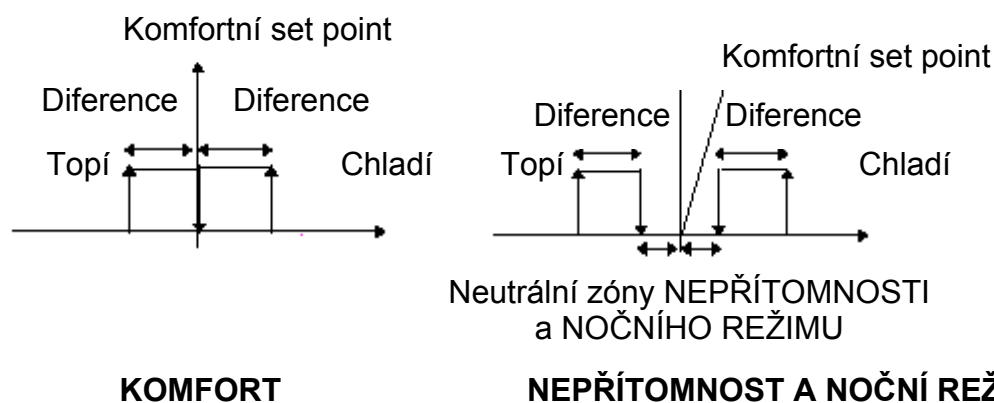 Komfortní set point
Diference Diference
Topí Chladí
KOMFORT
Komfortní set point
Diference Diference
Topí Chladí
Neutrální zóny NEPŘÍTOMNOSTI
a NOČNÍHO REŽIMU
NEPŘÍTOMNOST A NOČNÍ REŽ